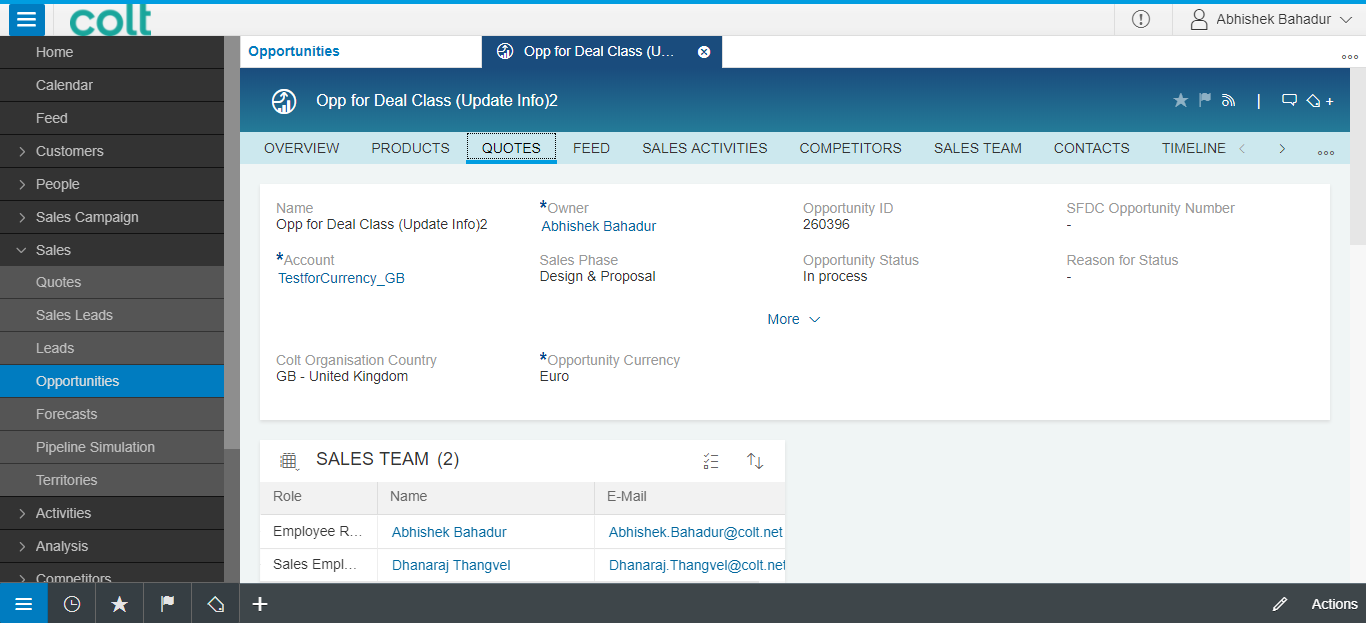 colt
Abhishek Bahadur
Home
Calendar
Feed
Customers
People
Sales Campaign
Sales
Quotes
Sales Leads
Leads
Opportunities
Forecasts
Pipeline Simulation
Territories
Activities
Analysis
Competitors
Opportunities
Opp for Deal Class (U...
Opp for Deal Class (Update Info)2
OVERVIEW PRODUCTS QUOTES FEED SALES ACTIVITIES COMPETITORS SALES TEAM CONTACTS TIMELINE
Name *Owner Opportunity ID SFDC Opportunity Number
Opp for Deal Class (Update Info)2 Abhishek Bahadur 260396 -
*Account Sales Phase Opportunity Status Reason for Status
TestforCurrency_GB Design & Proposal In process -
More
Colt Organisation Country *Opportunity Currency
GB - United Kingdom Euro
SALES TEAM (2)
Role Name E-Mail
Employee R... Abhishek Bahadur Abhishek.Bahadur@colt.net
Sales Empl... Dhanaraj Thangvel Dhanaraj.Thangvel@colt.net
Actions